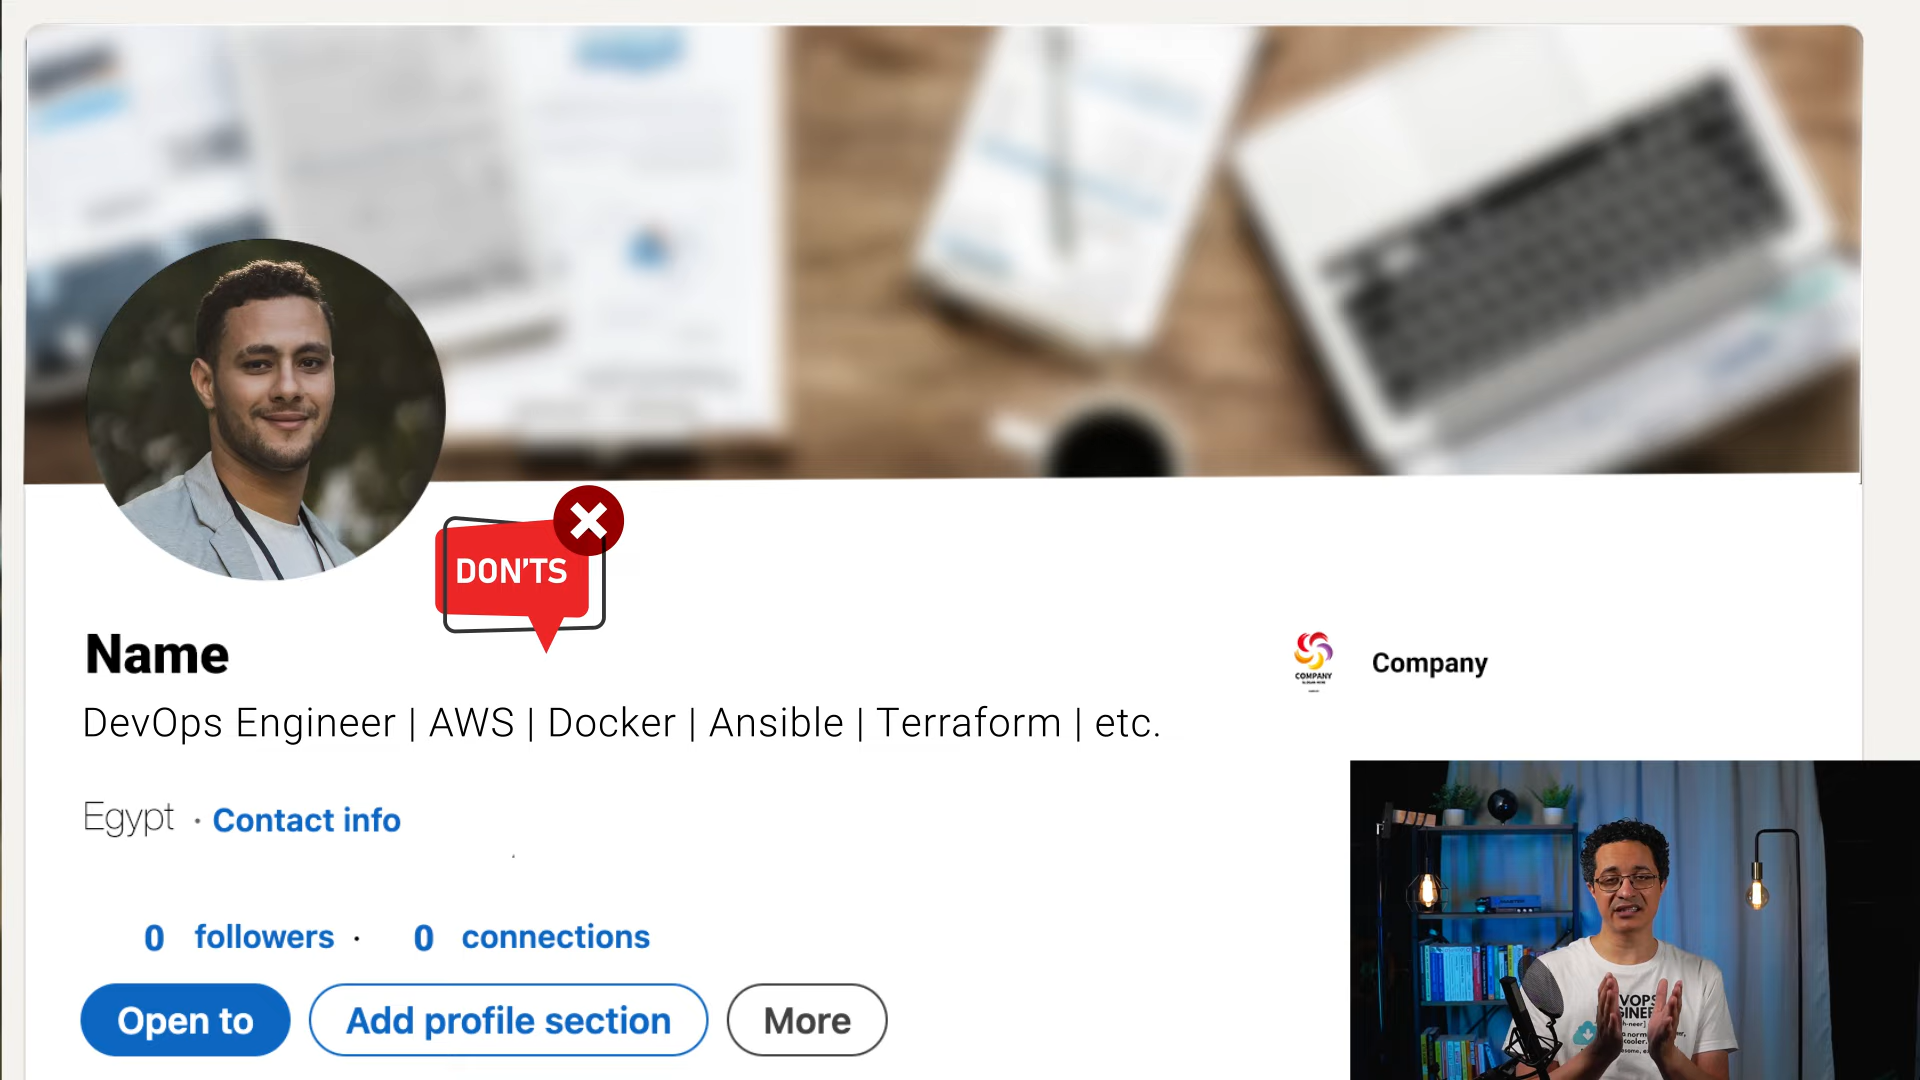 DON'TS
Name
COMPANY
Company
DevOps Engineer | AWS | Docker | Ansible | Terraform | etc.
Egypt · Contact info
0 followers · 0 connections
Open to
Add profile section
More